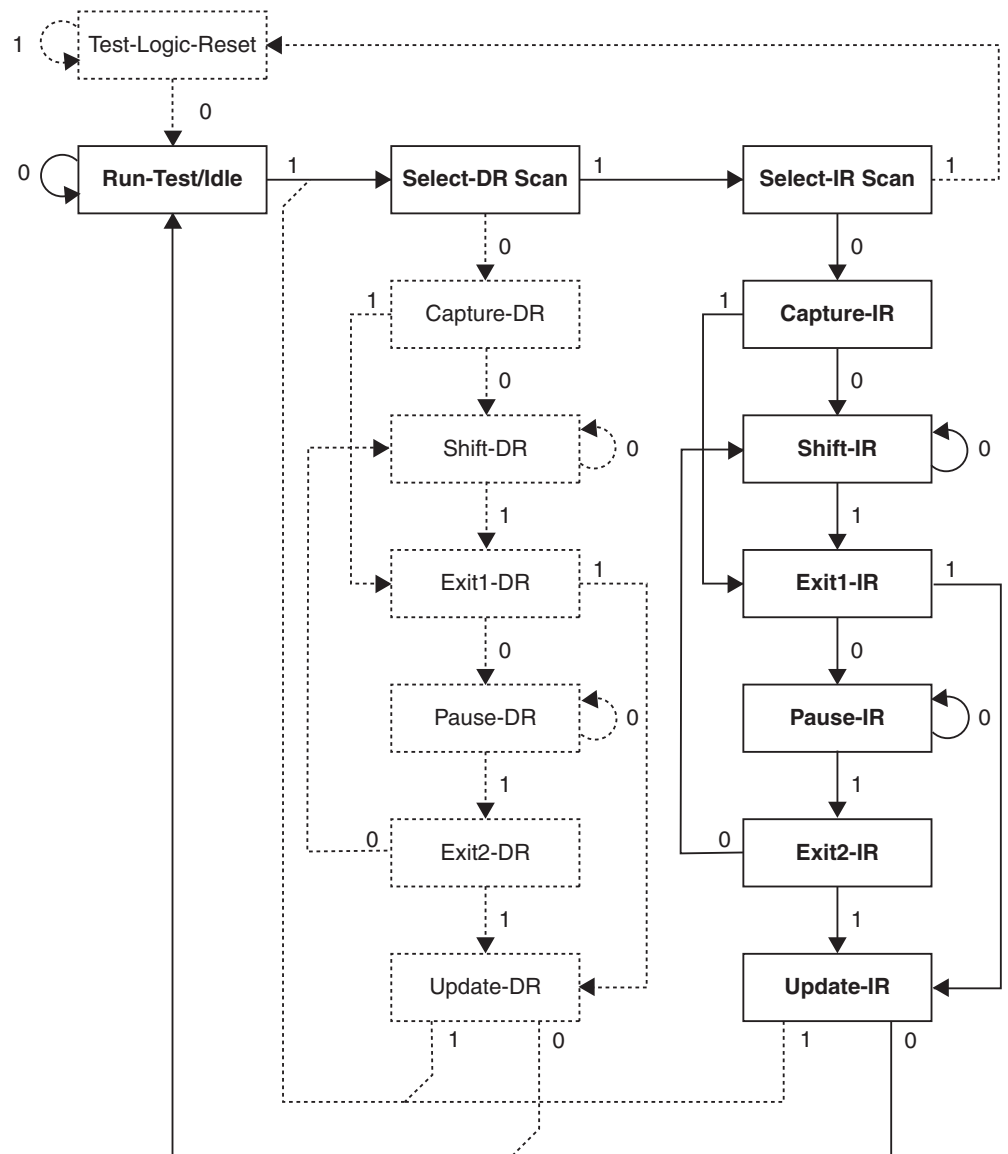 1
Test-Logic-Reset
0
0
Run-Test/Idle
1
Select-DR Scan
1
Select-IR Scan
1
0
0
1
Capture-DR
1
Capture-IR
0
0
Shift-DR
0
Shift-IR
0
1
1
Exit1-DR
1
Exit1-IR
1
0
0
Pause-DR
0
Pause-IR
0
1
1
0
Exit2-DR
0
Exit2-IR
1
1
Update-DR
Update-IR
1
0
1
0